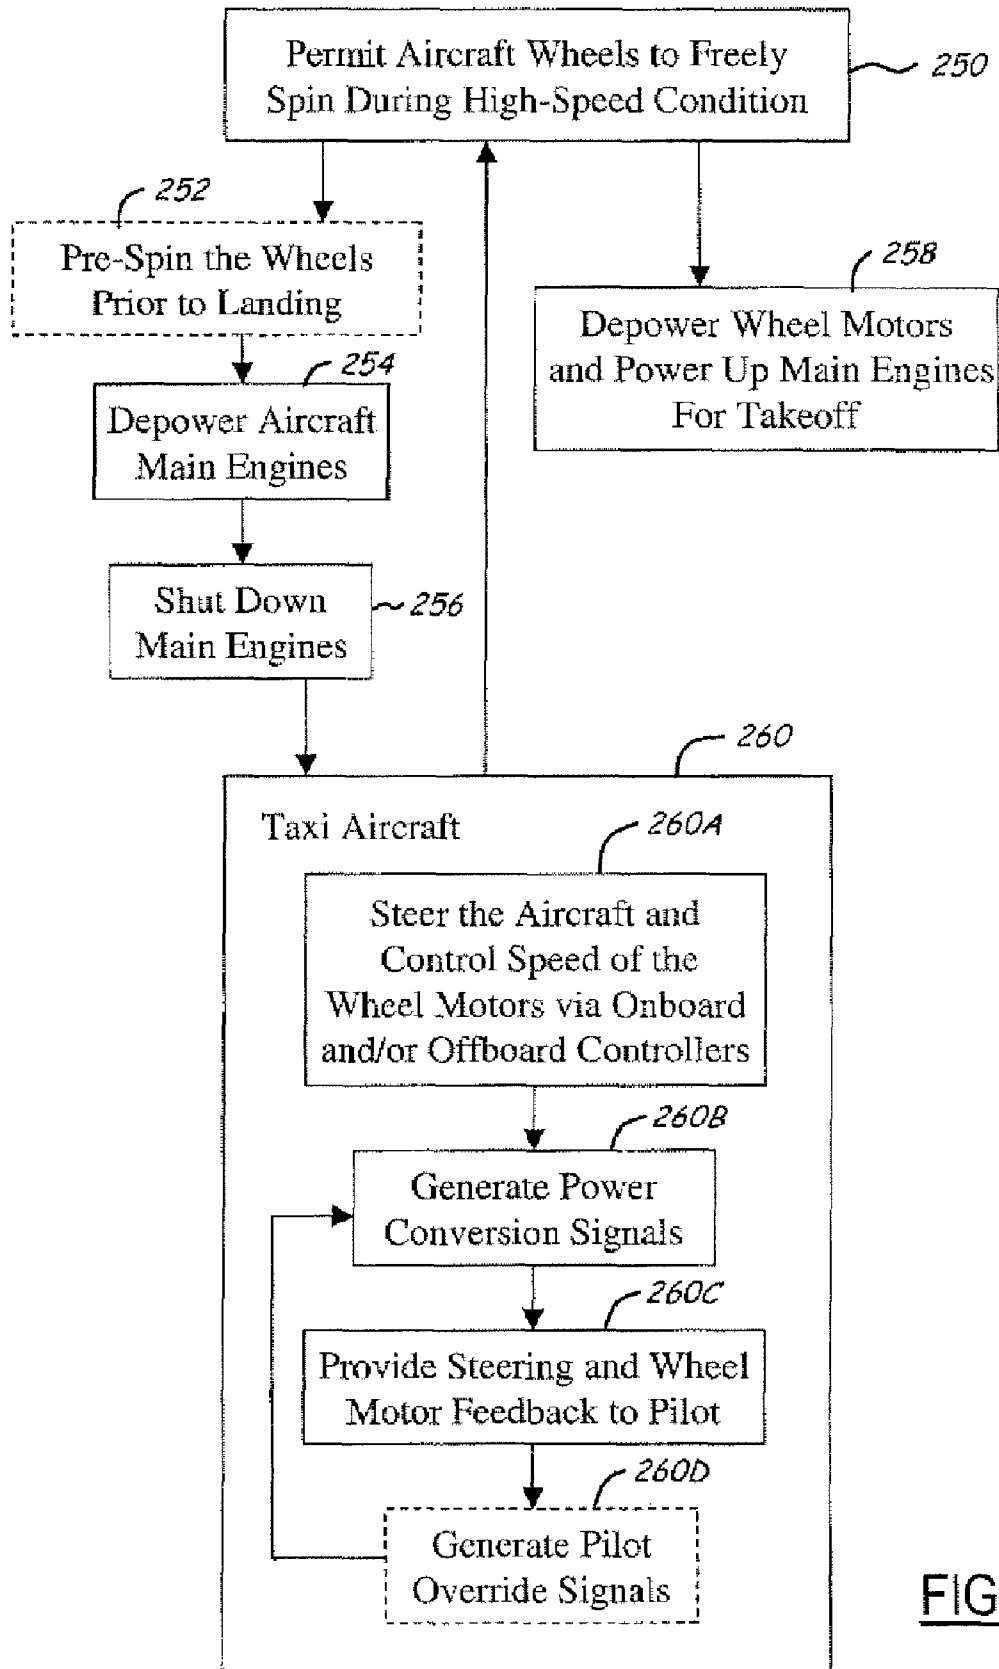 Permit Aircraft Wheels to Freely
Spin During High-Speed Condition
250
252
Pre-Spin the Wheels
Prior to Landing
258
Depower Wheel Motors
and Power Up Main Engines
For Takeoff
254
Depower Aircraft
Main Engines
Shut Down
Main Engines
256
260
Taxi Aircraft
260A
Steer the Aircraft and
Control Speed of the
Wheel Motors via Onboard
and/or Offboard Controllers
260B
Generate Power
Conversion Signals
260C
Provide Steering and Wheel
Motor Feedback to Pilot
260D
Generate Pilot
Override Signals
FIG